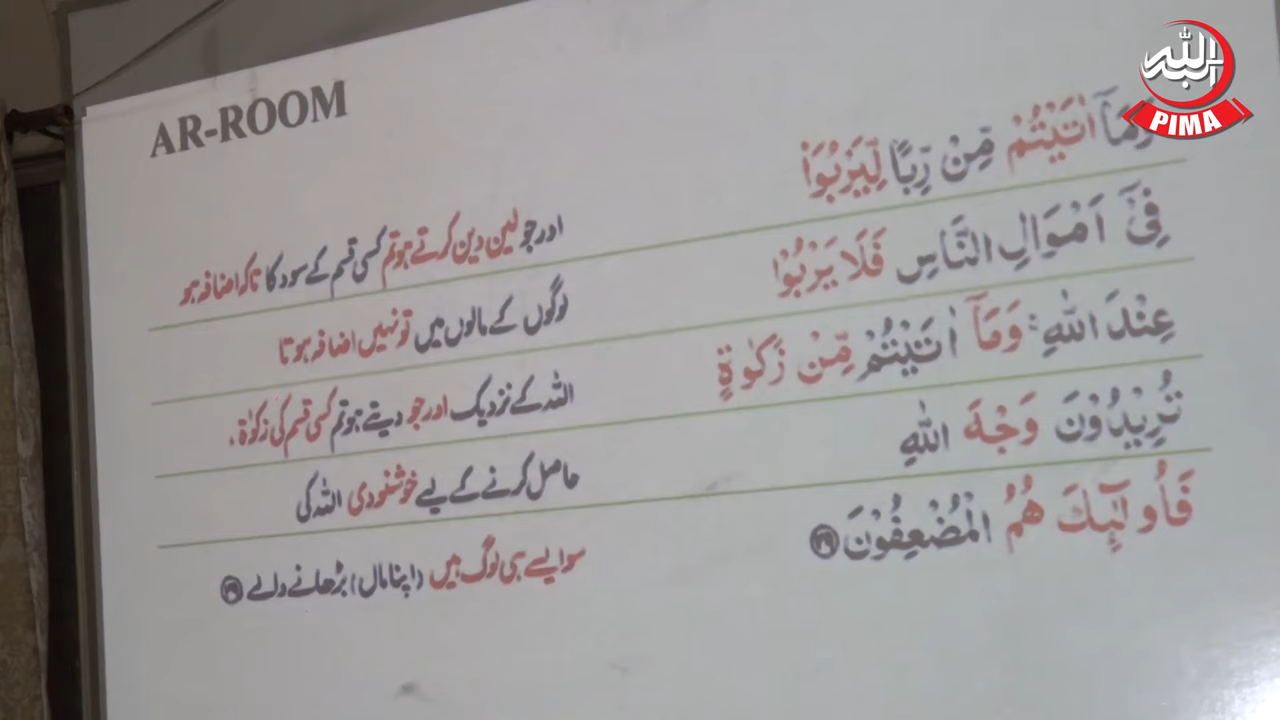 AR-ROOM
وَمَآ اٰتَيْتُمْ مِّنْ رِّبًا لِّيَرْبُوَا۟
اور جو لین دین کرتے ہو تم کسی قسم کے سود کا تاکہ اضافہ ہو
فِيْٓ اَمْوَالِ النَّاسِ فَلَا يَرْبُوْا
لوگوں کے مالوں میں تو نہیں اضافہ ہوتا
عِنْدَ اللّٰهِ ۚ وَمَآ اٰتَيْتُمْ مِّنْ زَكٰوةٍ
اللہ کے نزدیک اور جو دیتے ہو تم کسی قسم کی زکوٰۃ ،
تُرِيْدُوْنَ وَجْهَ اللّٰهِ
حاصل کرنے کے لیے خوشنودی اللہ کی
فَاُولٰٓئِكَ هُمُ الْمُضْعِفُوْنَ ۳۹
سو ایسے ہی لوگ ہیں (اپنا مال) بڑھانے والے ۳۹
اللہ
PIMA